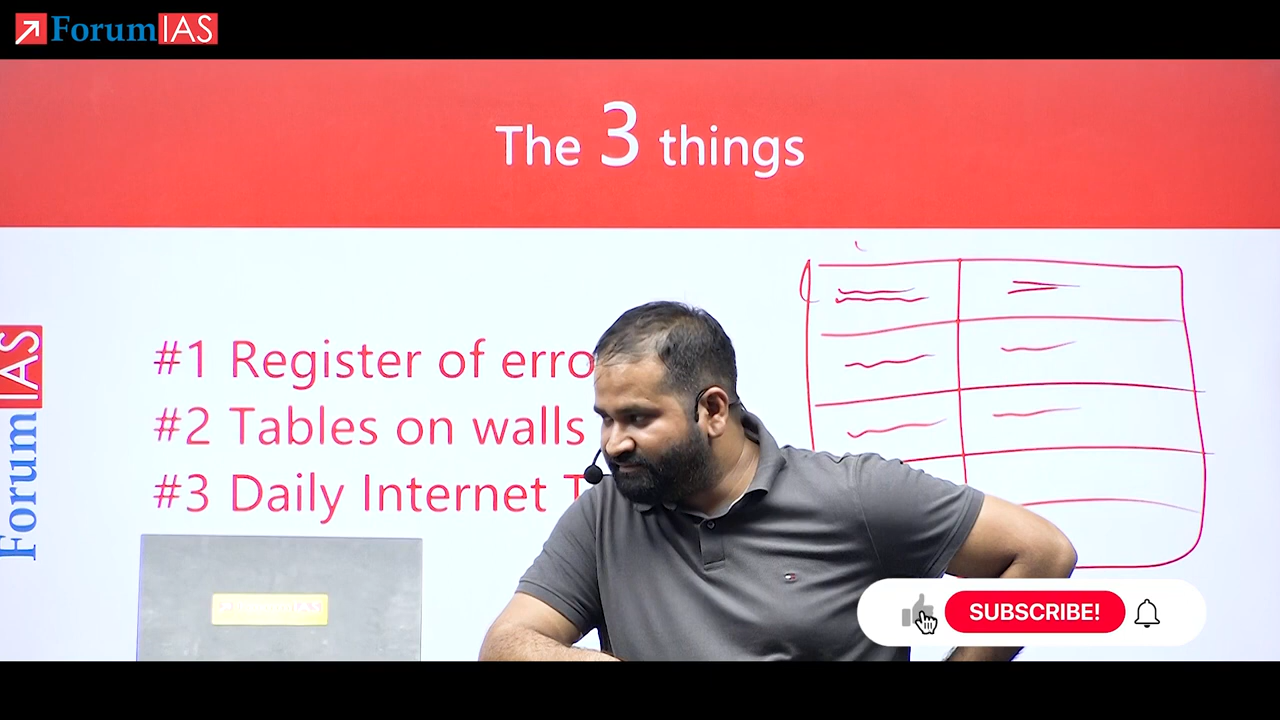 ForumIAS
The 3 things
#1 Register of erro
#2 Tables on walls
#3 Daily Internet T
ForumIAS
SUBSCRIBE!